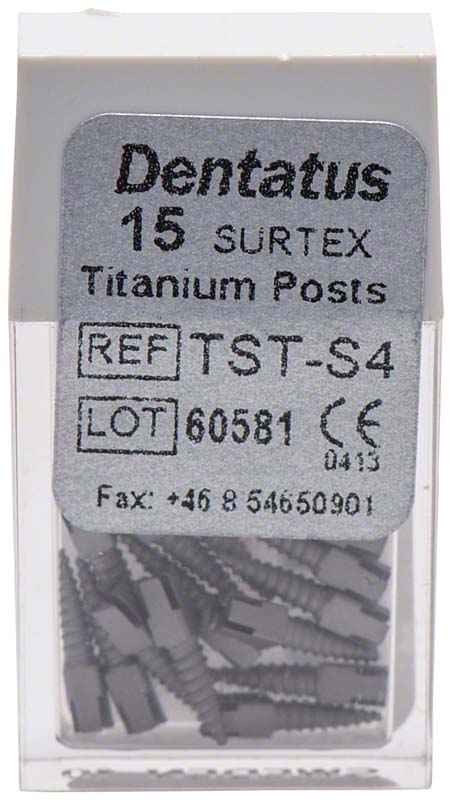 Dentatus
15 SURTEX
Titanium Posts
REF TST-S4
LOT 60581 CE
0413
Fax: +46 8 54650901